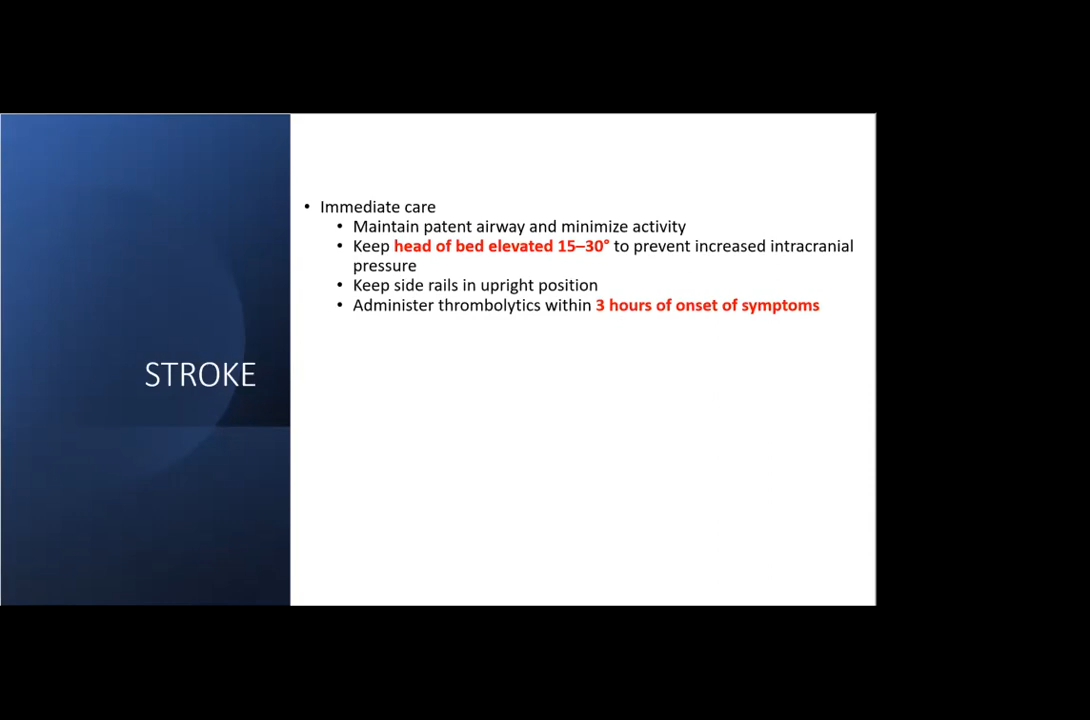 STROKE
• Immediate care
• Maintain patent airway and minimize activity
• Keep head of bed elevated 15–30° to prevent increased intracranial
pressure
• Keep side rails in upright position
• Administer thrombolytics within 3 hours of onset of symptoms